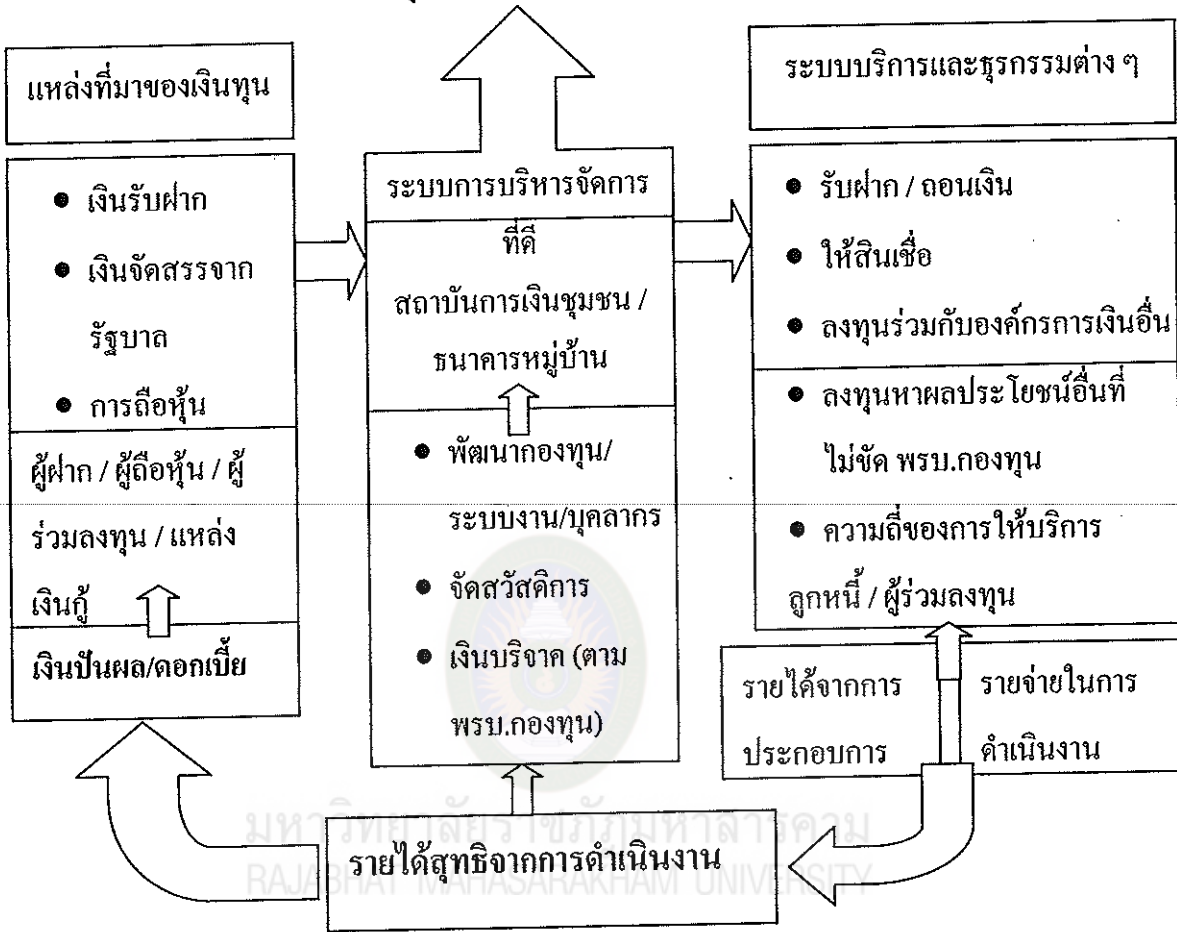 แหล่งที่มาของเงินทุน
● เงินรับฝาก
● เงินจัดสรรจาก
รัฐบาล
● การถือหุ้น
ผู้ฝาก / ผู้ถือหุ้น / ผู้
ร่วมลงทุน / แหล่ง
เงินกู้
เงินปันผล/ดอกเบี้ย
ระบบการบริหารจัดการ
ที่ดี
สถาบันการเงินชุมชน /
ธนาคารหมู่บ้าน
● พัฒนากองทุน/
ระบบงาน/บุคลากร
● จัดสวัสดิการ
● เงินบริจาค (ตาม
พรบ.กองทุน)
ระบบบริการและธุรกรรมต่าง ๆ
● รับฝาก / ถอนเงิน
● ให้สินเชื่อ
● ลงทุนร่วมกับองค์กรการเงินอื่น
● ลงทุนหาผลประโยชน์อื่นที่
ไม่ขัด พรบ.กองทุน
● ความถี่ของการให้บริการ
ลูกหนี้ / ผู้ร่วมลงทุน
รายได้จากการ
ประกอบการ
รายจ่ายในการ
ดำเนินงาน
รายได้สุทธิจากการดำเนินงาน
มหาวิทยาลัยราชภัฏมหาสารคาม
RAJABHAT MAHASARAKHAM UNIVERSITY